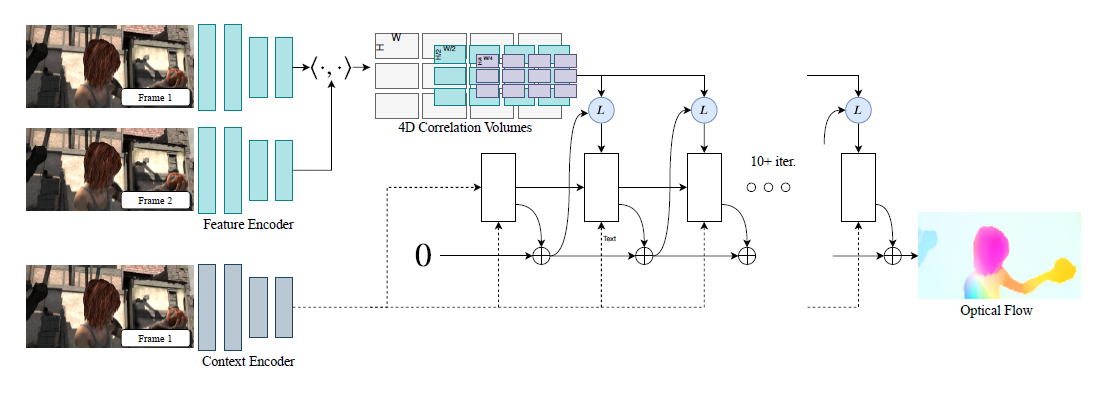 Frame 1
⟨·,·⟩
H
W
H/2
W/2
H/4
W/4
4D Correlation Volumes
L
L
L
Frame 2
Feature Encoder
10+ iter.
Text
0
Frame 1
Context Encoder
Optical Flow